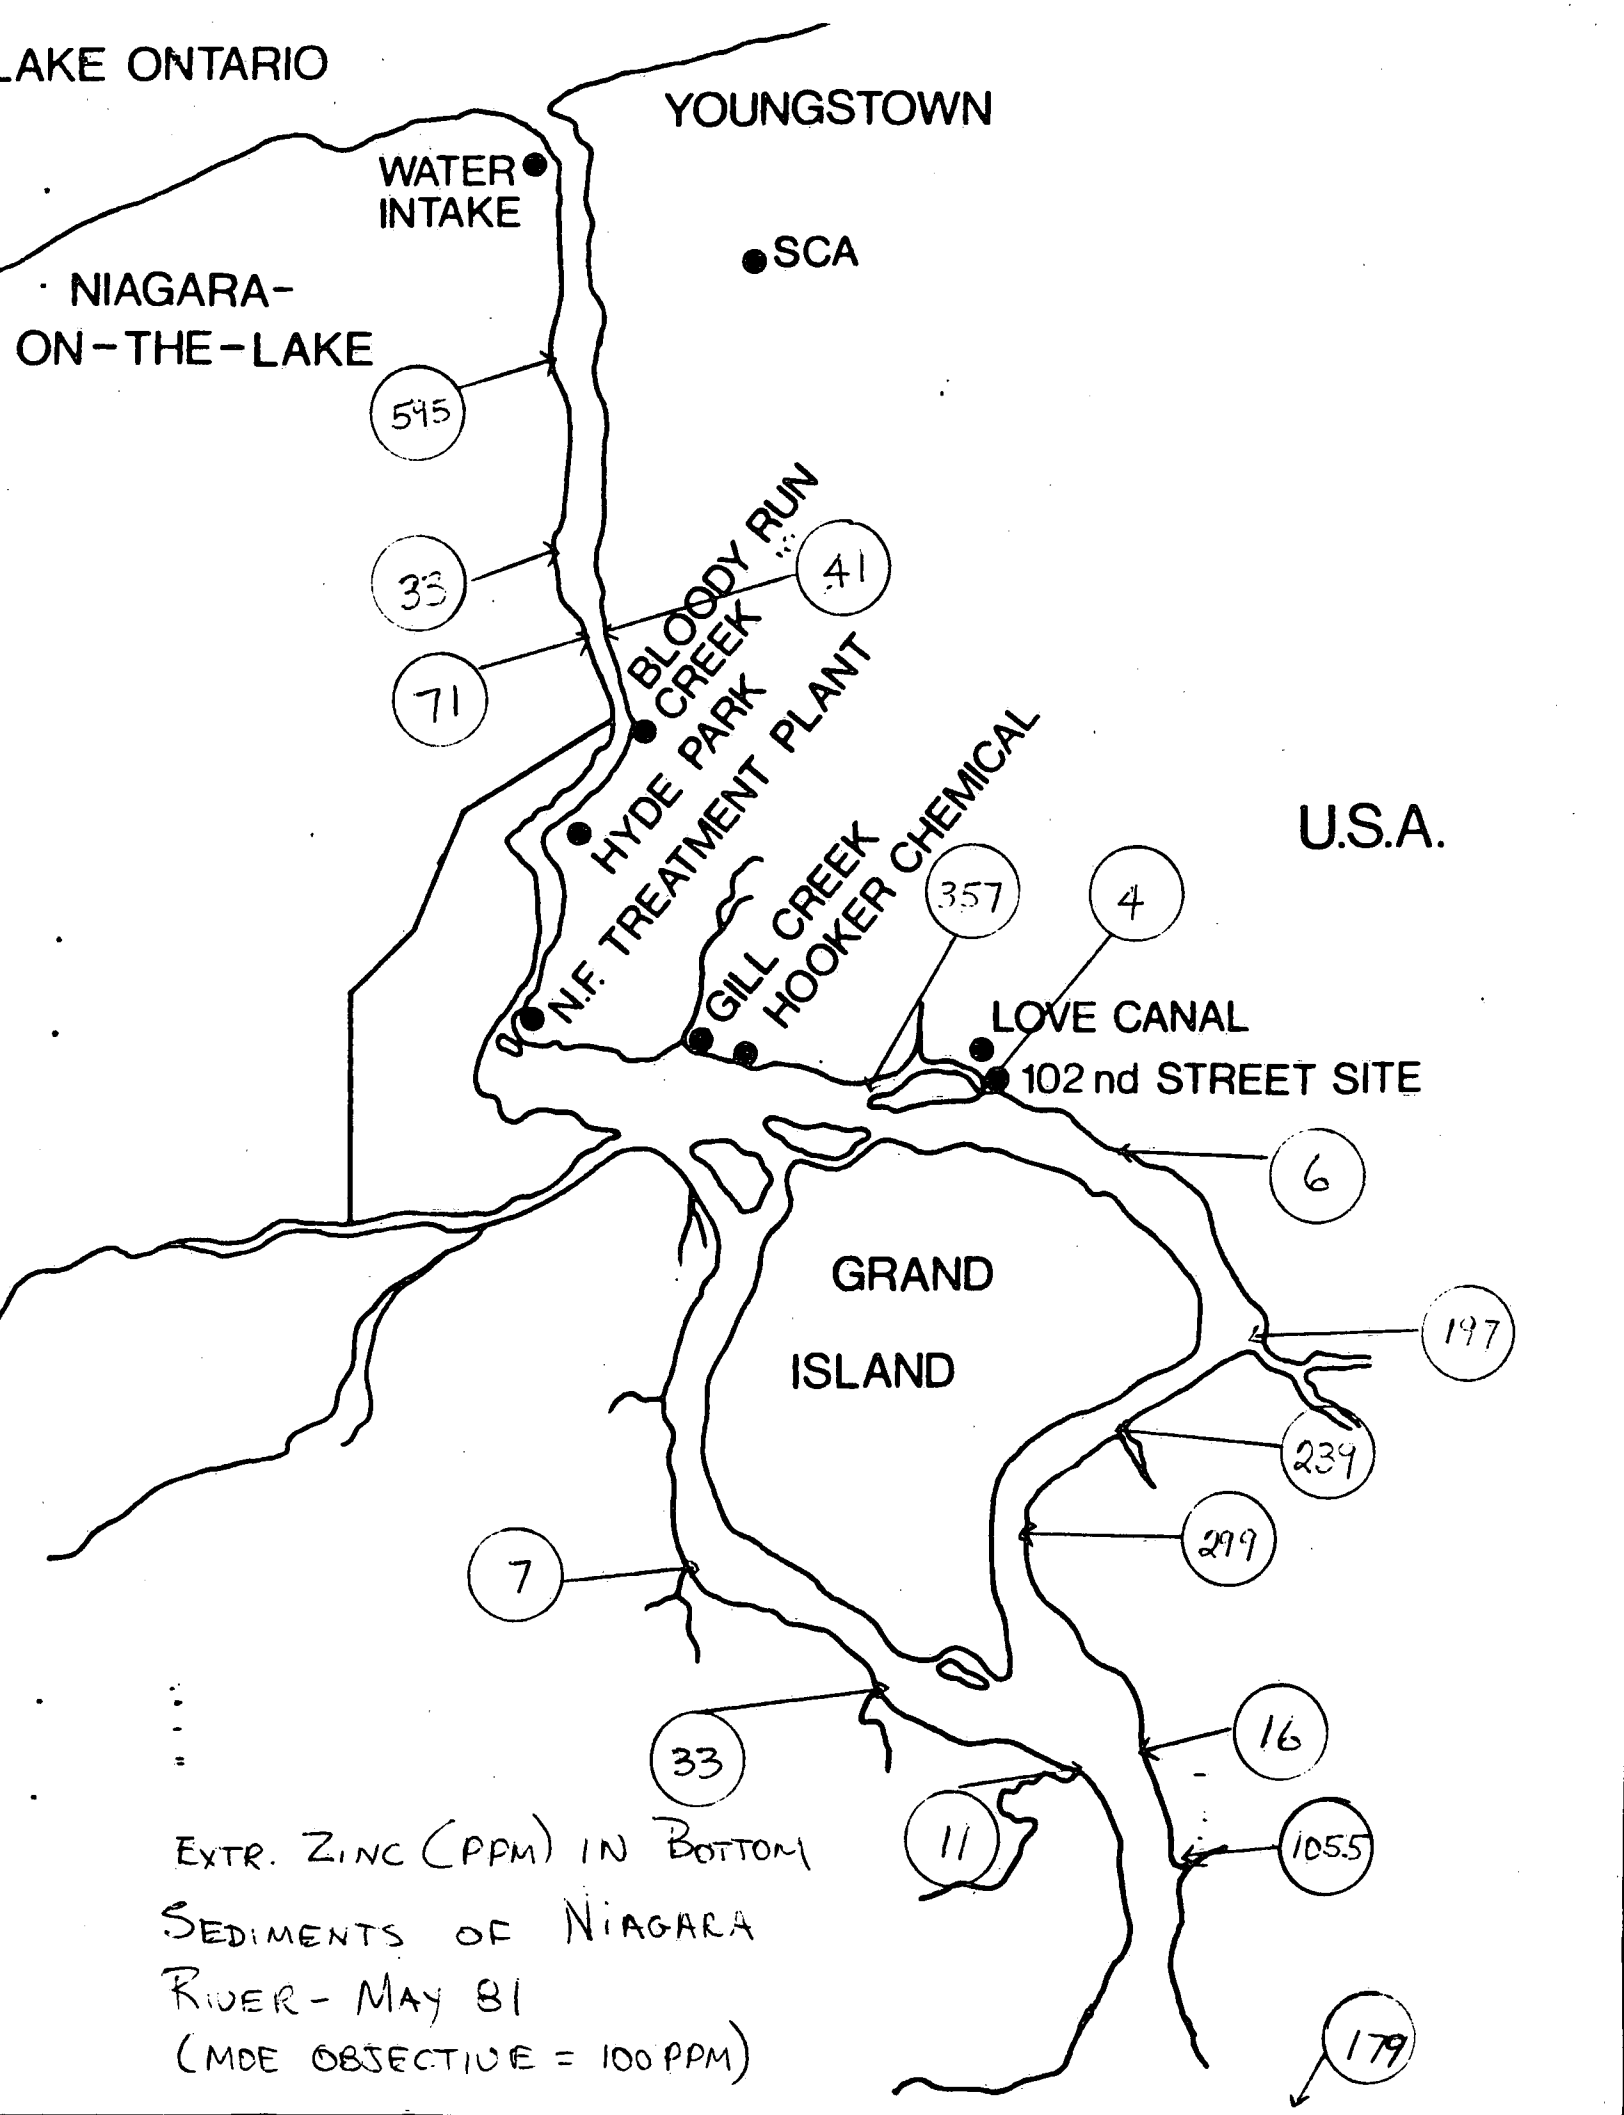 LAKE ONTARIO
YOUNGSTOWN
WATER
INTAKE
SCA
NIAGARA-
ON-THE-LAKE
595
BLOODY RUN
CREEK
33
41
71
HYDE PARK
N.F. TREATMENT PLANT
GILL CREEK
HOOKER CHEMICAL
U.S.A.
357
4
LOVE CANAL
102nd STREET SITE
6
GRAND
ISLAND
197
239
299
7
33
16
11
1055
EXTR. ZINC (PPM) IN BOTTOM
SEDIMENTS OF NIAGARA
RIVER - MAY 81
(MOE OBJECTIVE = 100 PPM)
179